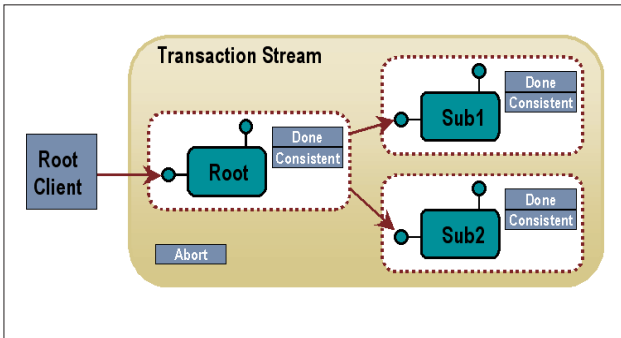 Transaction Stream
Root
Client
Root
Done
Consistent
Sub1
Done
Consistent
Sub2
Done
Consistent
Abort